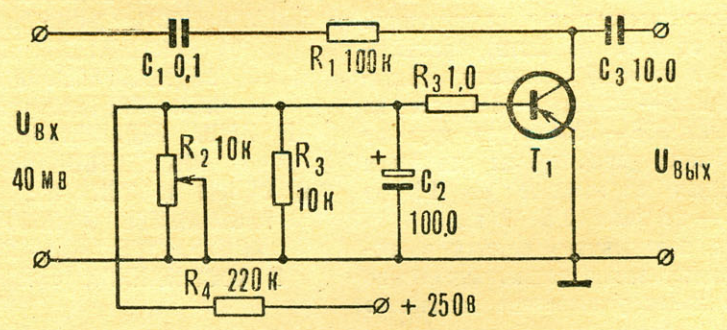 C₁ 0,1
R₁ 100к
C₃ 10.0
R₃ 1,0
Uвх
40 мв
R₂ 10к
R₃
10к
+
C₂
100,0
T₁
Uвых
R₄ 220к
+ 250в